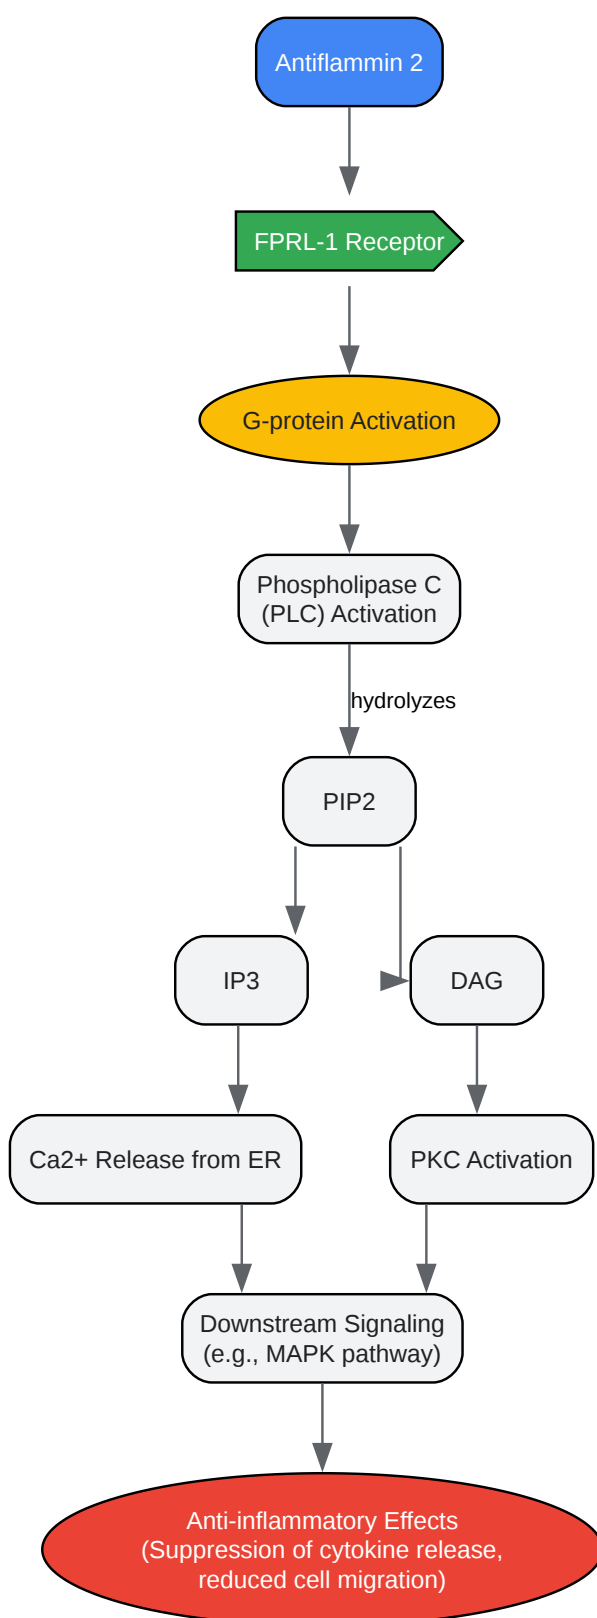 Antiflammin 2
FPRL-1 Receptor
G-protein Activation
Phospholipase C
(PLC) Activation
hydrolyzes
PIP2
IP3
DAG
Ca2+ Release from ER
PKC Activation
Downstream Signaling
(e.g., MAPK pathway)
Anti-inflammatory Effects
(Suppression of cytokine release,
reduced cell migration)